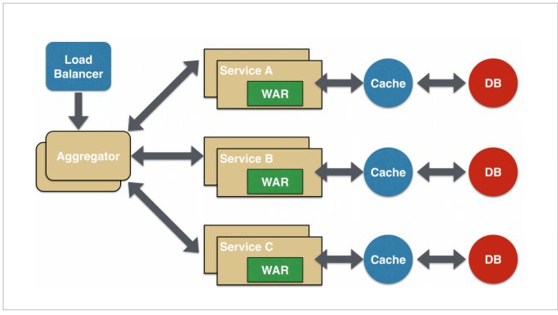 Load
Balancer
Aggregator
Service A
WAR
Cache
DB
Service B
WAR
Cache
DB
Service C
WAR
Cache
DB